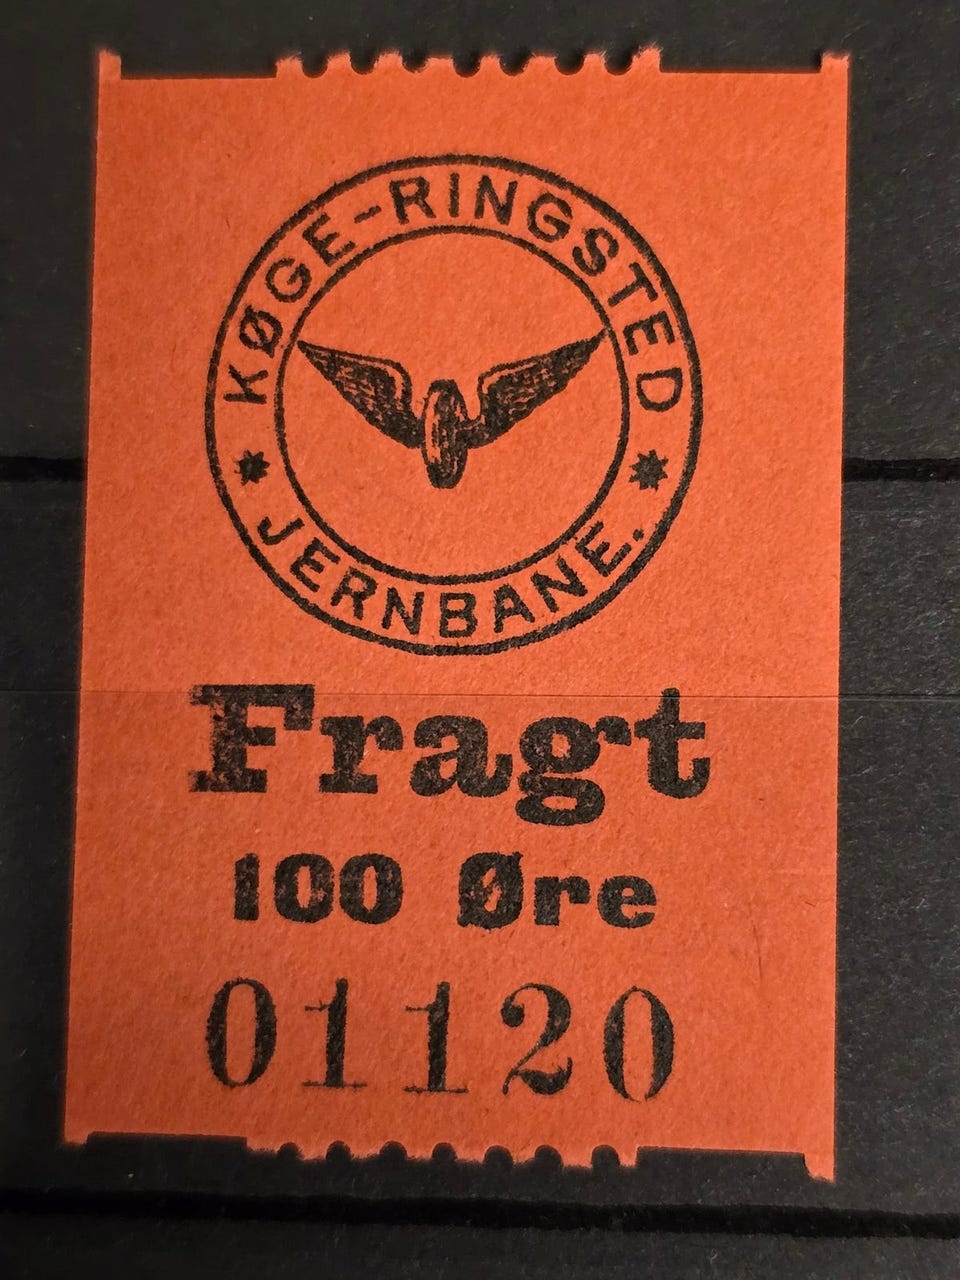 KØGE-RINGSTED
JERNBANE.
Fragt
100 Øre
01120